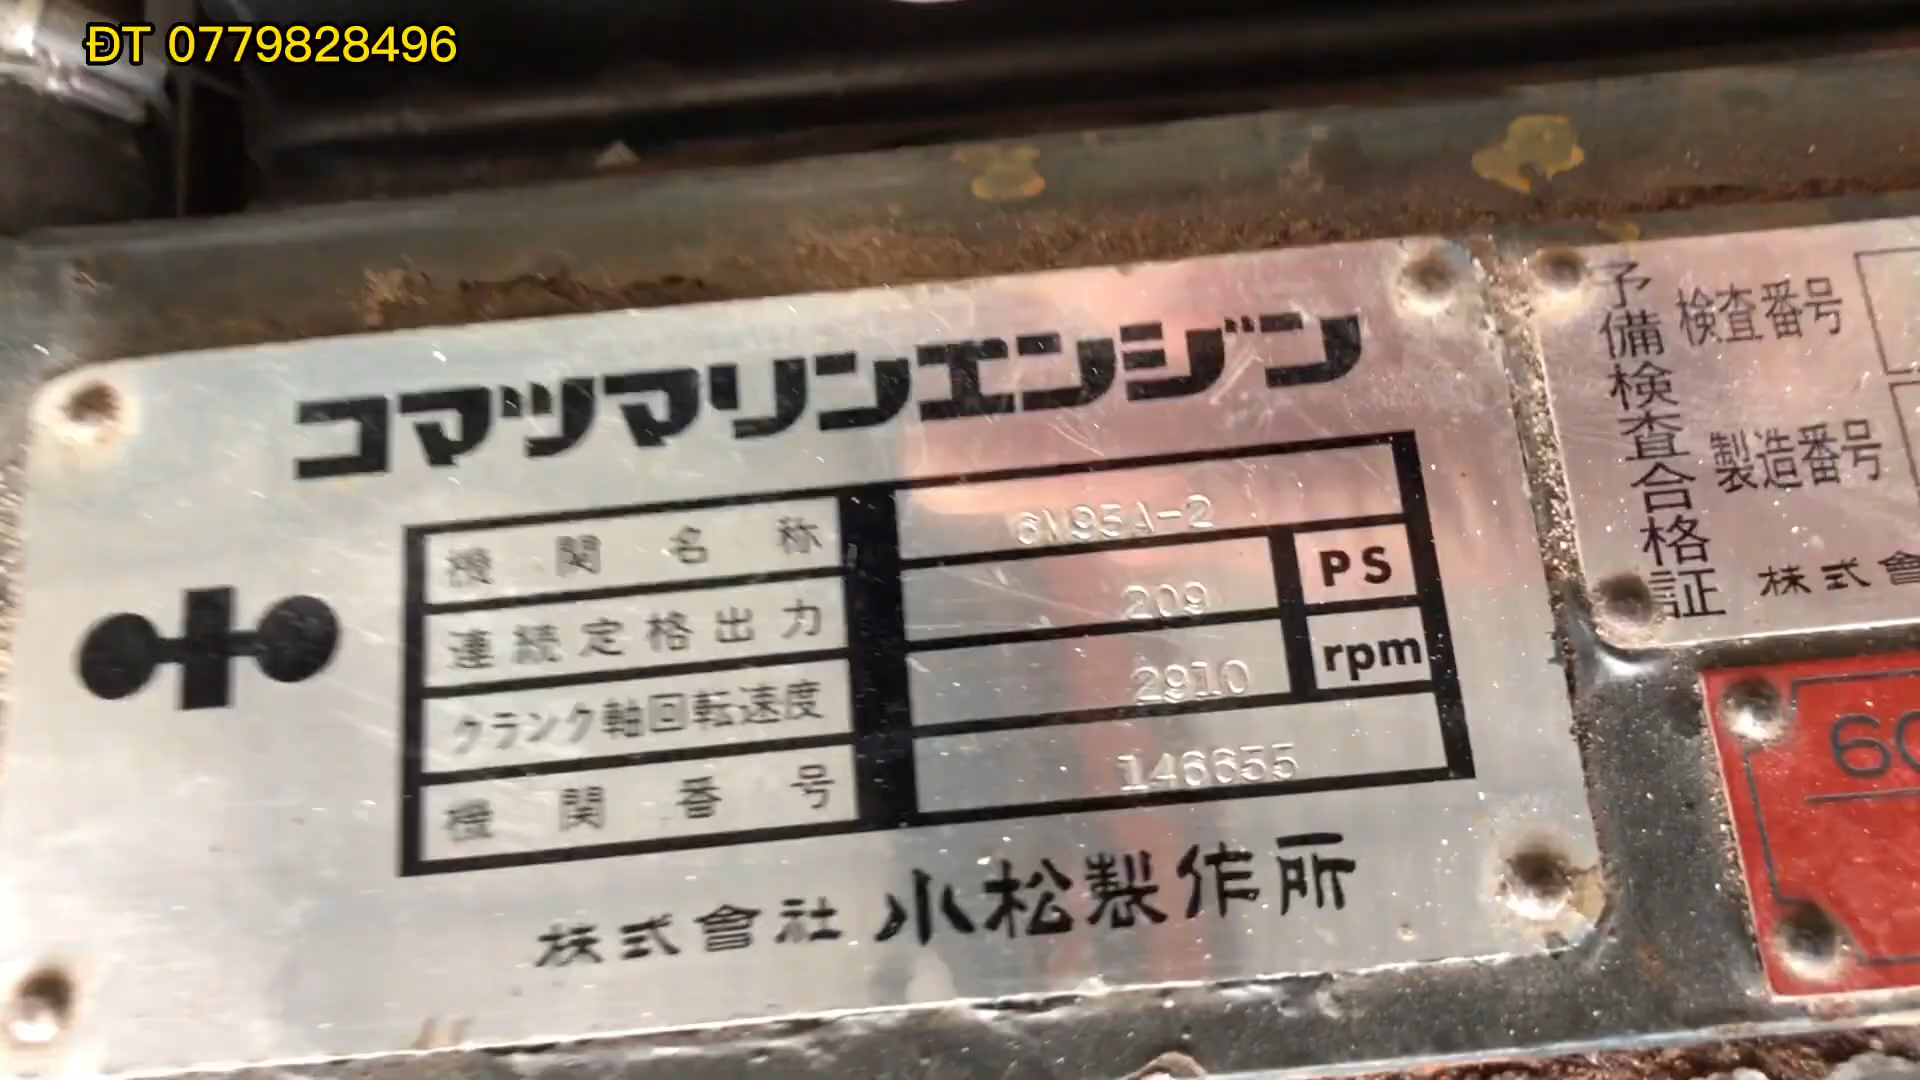 ĐT 0779828496
コマツマリンエンジン
機関名称 6M95A-2
連続定格出力 209 PS
クランク軸回転速度 2910 rpm
機関番号 146655
株式會社 小松製作所
予備検査合格証
検査番号
製造番号
株式會
60